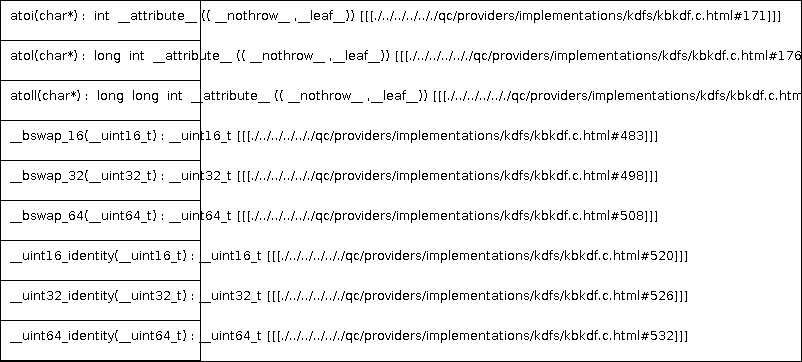 atoi(char*) : int __attribute__ (( __nothrow__ ,__leaf__)) [[[./../../../../../qc/providers/implementations/kdfs/kbkdf.c.html#171]]]
atol(char*) : long int __attribute__ (( __nothrow__ ,__leaf__)) [[[./../../../../../qc/providers/implementations/kdfs/kbkdf.c.html#176
atoll(char*) : long long int __attribute__ (( __nothrow__ ,__leaf__)) [[[./../../../../../qc/providers/implementations/kdfs/kbkdf.c.htm
__bswap_16(__uint16_t) : __uint16_t [[[./../../../../../qc/providers/implementations/kdfs/kbkdf.c.html#483]]]
__bswap_32(__uint32_t) : __uint32_t [[[./../../../../../qc/providers/implementations/kdfs/kbkdf.c.html#498]]]
__bswap_64(__uint64_t) : __uint64_t [[[./../../../../../qc/providers/implementations/kdfs/kbkdf.c.html#508]]]
__uint16_identity(__uint16_t) : __uint16_t [[[./../../../../../qc/providers/implementations/kdfs/kbkdf.c.html#520]]]
__uint32_identity(__uint32_t) : __uint32_t [[[./../../../../../qc/providers/implementations/kdfs/kbkdf.c.html#526]]]
__uint64_identity(__uint64_t) : __uint64_t [[[./../../../../../qc/providers/implementations/kdfs/kbkdf.c.html#532]]]